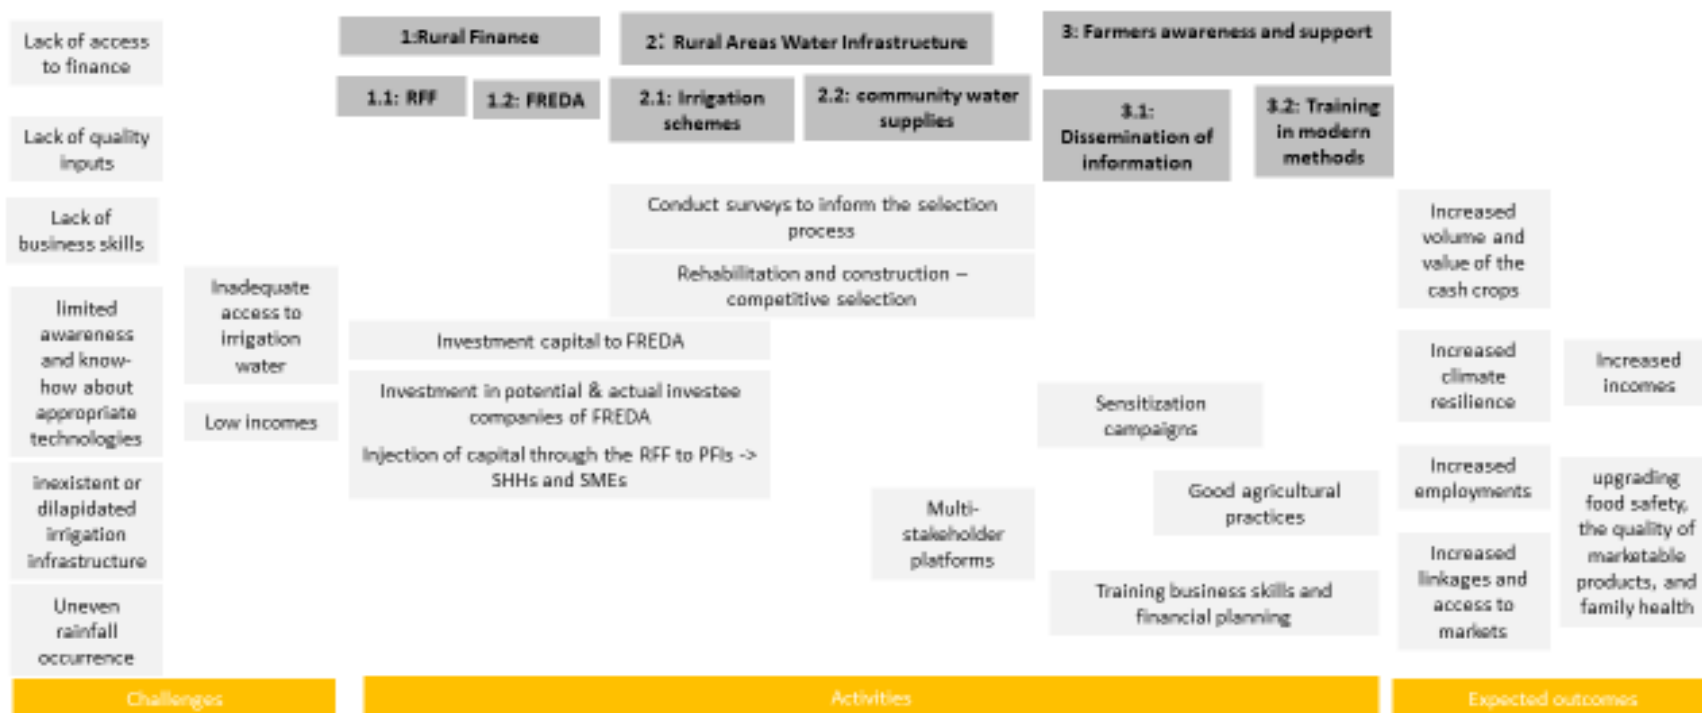 Lack of access
to finance
Lack of quality
inputs
Lack of
business skills
limited
awareness
and know-
how about
appropriate
technologies
inexistent or
dilapidated
irrigation
infrastructure
Uneven
rainfall
occurrence
Inadequate
access to
irrigation
water
Low incomes
Challenges
1:Rural Finance
2: Rural Areas Water Infrastructure
3: Farmers awareness and support
1.1: RFF
1.2: FREDA
2.1: Irrigation
schemes
2.2: community water
supplies
3.1:
Dissemination of
information
3.2: Training
in modern
methods
Conduct surveys to inform the selection
process
Rehabilitation and construction –
competitive selection
Investment capital to FREDA
Investment in potential & actual investee
companies of FREDA
Injection of capital through the RFF to PFIs ->
SHHs and SMEs
Multi-
stakeholder
platforms
Sensitization
campaigns
Good agricultural
practices
Training business skills and
financial planning
Activities
Increased
volume and
value of the
cash crops
Increased
climate
resilience
Increased
employments
Increased
linkages and
access to
markets
Increased
incomes
upgrading
food safety,
the quality of
marketable
products, and
family health
Expected outcomes